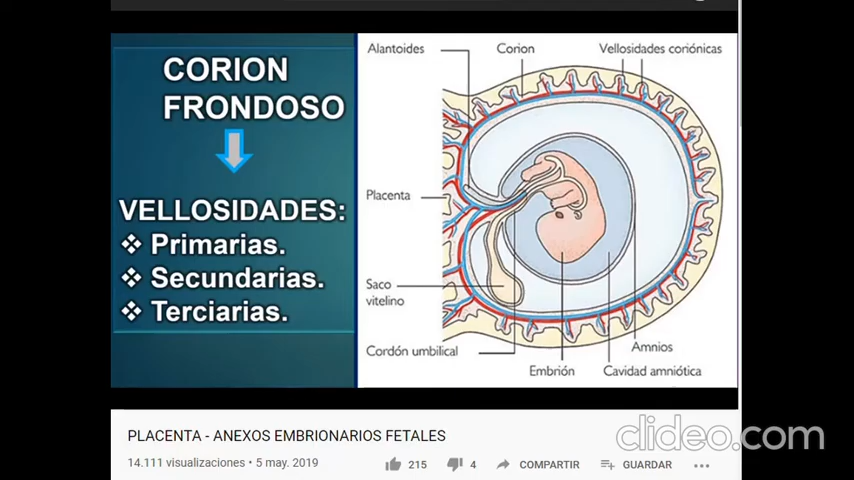 CORION
FRONDOSO
VELLOSIDADES:
❖ Primarias.
❖ Secundarias.
❖ Terciarias.
Alantoides
Corion
Vellosidades coriónicas
Placenta
Saco
vitelino
Cordón umbilical
Embrión
Amnios
Cavidad amniótica
PLACENTA - ANEXOS EMBRIONARIOS FETALES
14.111 visualizaciones • 5 may. 2019
215
4
COMPARTIR
GUARDAR
clideo.com